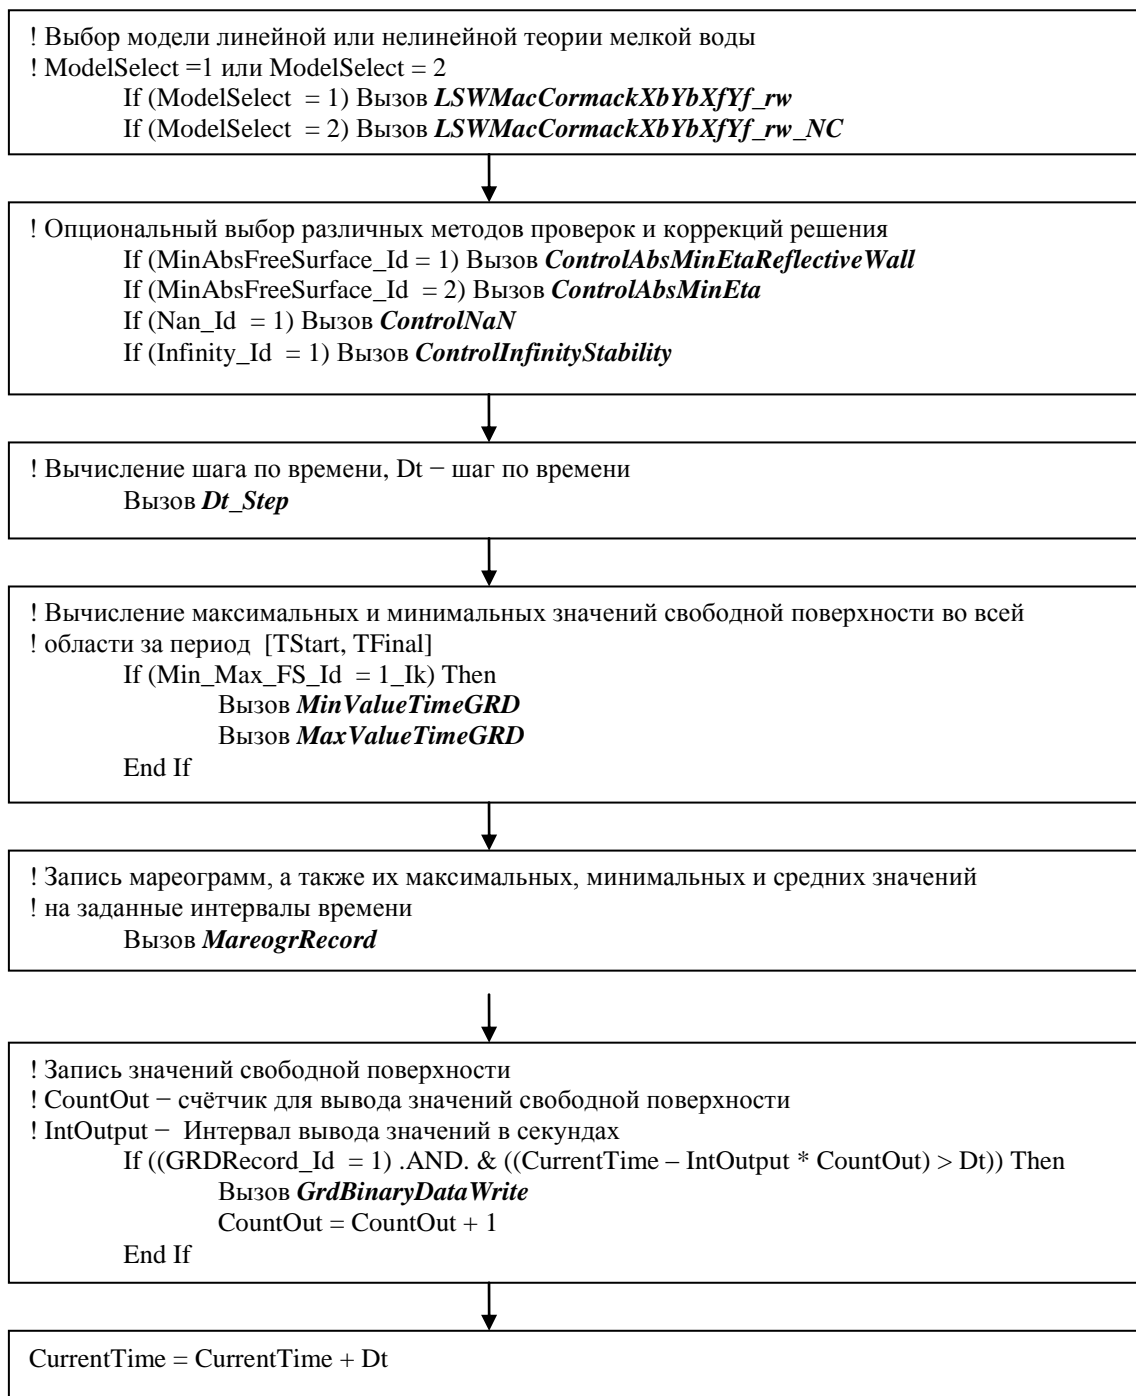 ! Выбор модели линейной или нелинейной теории мелкой воды
! ModelSelect =1 или ModelSelect = 2
If (ModelSelect = 1) Вызов LSWMacCormackXbYbXfYf_rw
If (ModelSelect = 2) Вызов LSWMacCormackXbYbXfYf_rw_NC
! Опциональный выбор различных методов проверок и коррекций решения
If (MinAbsFreeSurface_Id = 1) Вызов ControlAbsMinEtaReflectiveWall
If (MinAbsFreeSurface_Id = 2) Вызов ControlAbsMinEta
If (Nan_Id = 1) Вызов ControlNaN
If (Infinity_Id = 1) Вызов ControlInfinityStability
! Вычисление шага по времени, Dt − шаг по времени
Вызов Dt_Step
! Вычисление максимальных и минимальных значений свободной поверхности во всей
! области за период [TStart, TFinal]
If (Min_Max_FS_Id = 1_Ik) Then
Вызов MinValueTimeGRD
Вызов MaxValueTimeGRD
End If
! Запись мареограмм, а также их максимальных, минимальных и средних значений
! на заданные интервалы времени
Вызов MareogrRecord
! Запись значений свободной поверхности
! CountOut − счётчик для вывода значений свободной поверхности
! IntOutput − Интервал вывода значений в секундах
If ((GRDRecord_Id = 1) .AND. & ((CurrentTime – IntOutput * CountOut) > Dt)) Then
Вызов GrdBinaryDataWrite
CountOut = CountOut + 1
End If
CurrentTime = CurrentTime + Dt